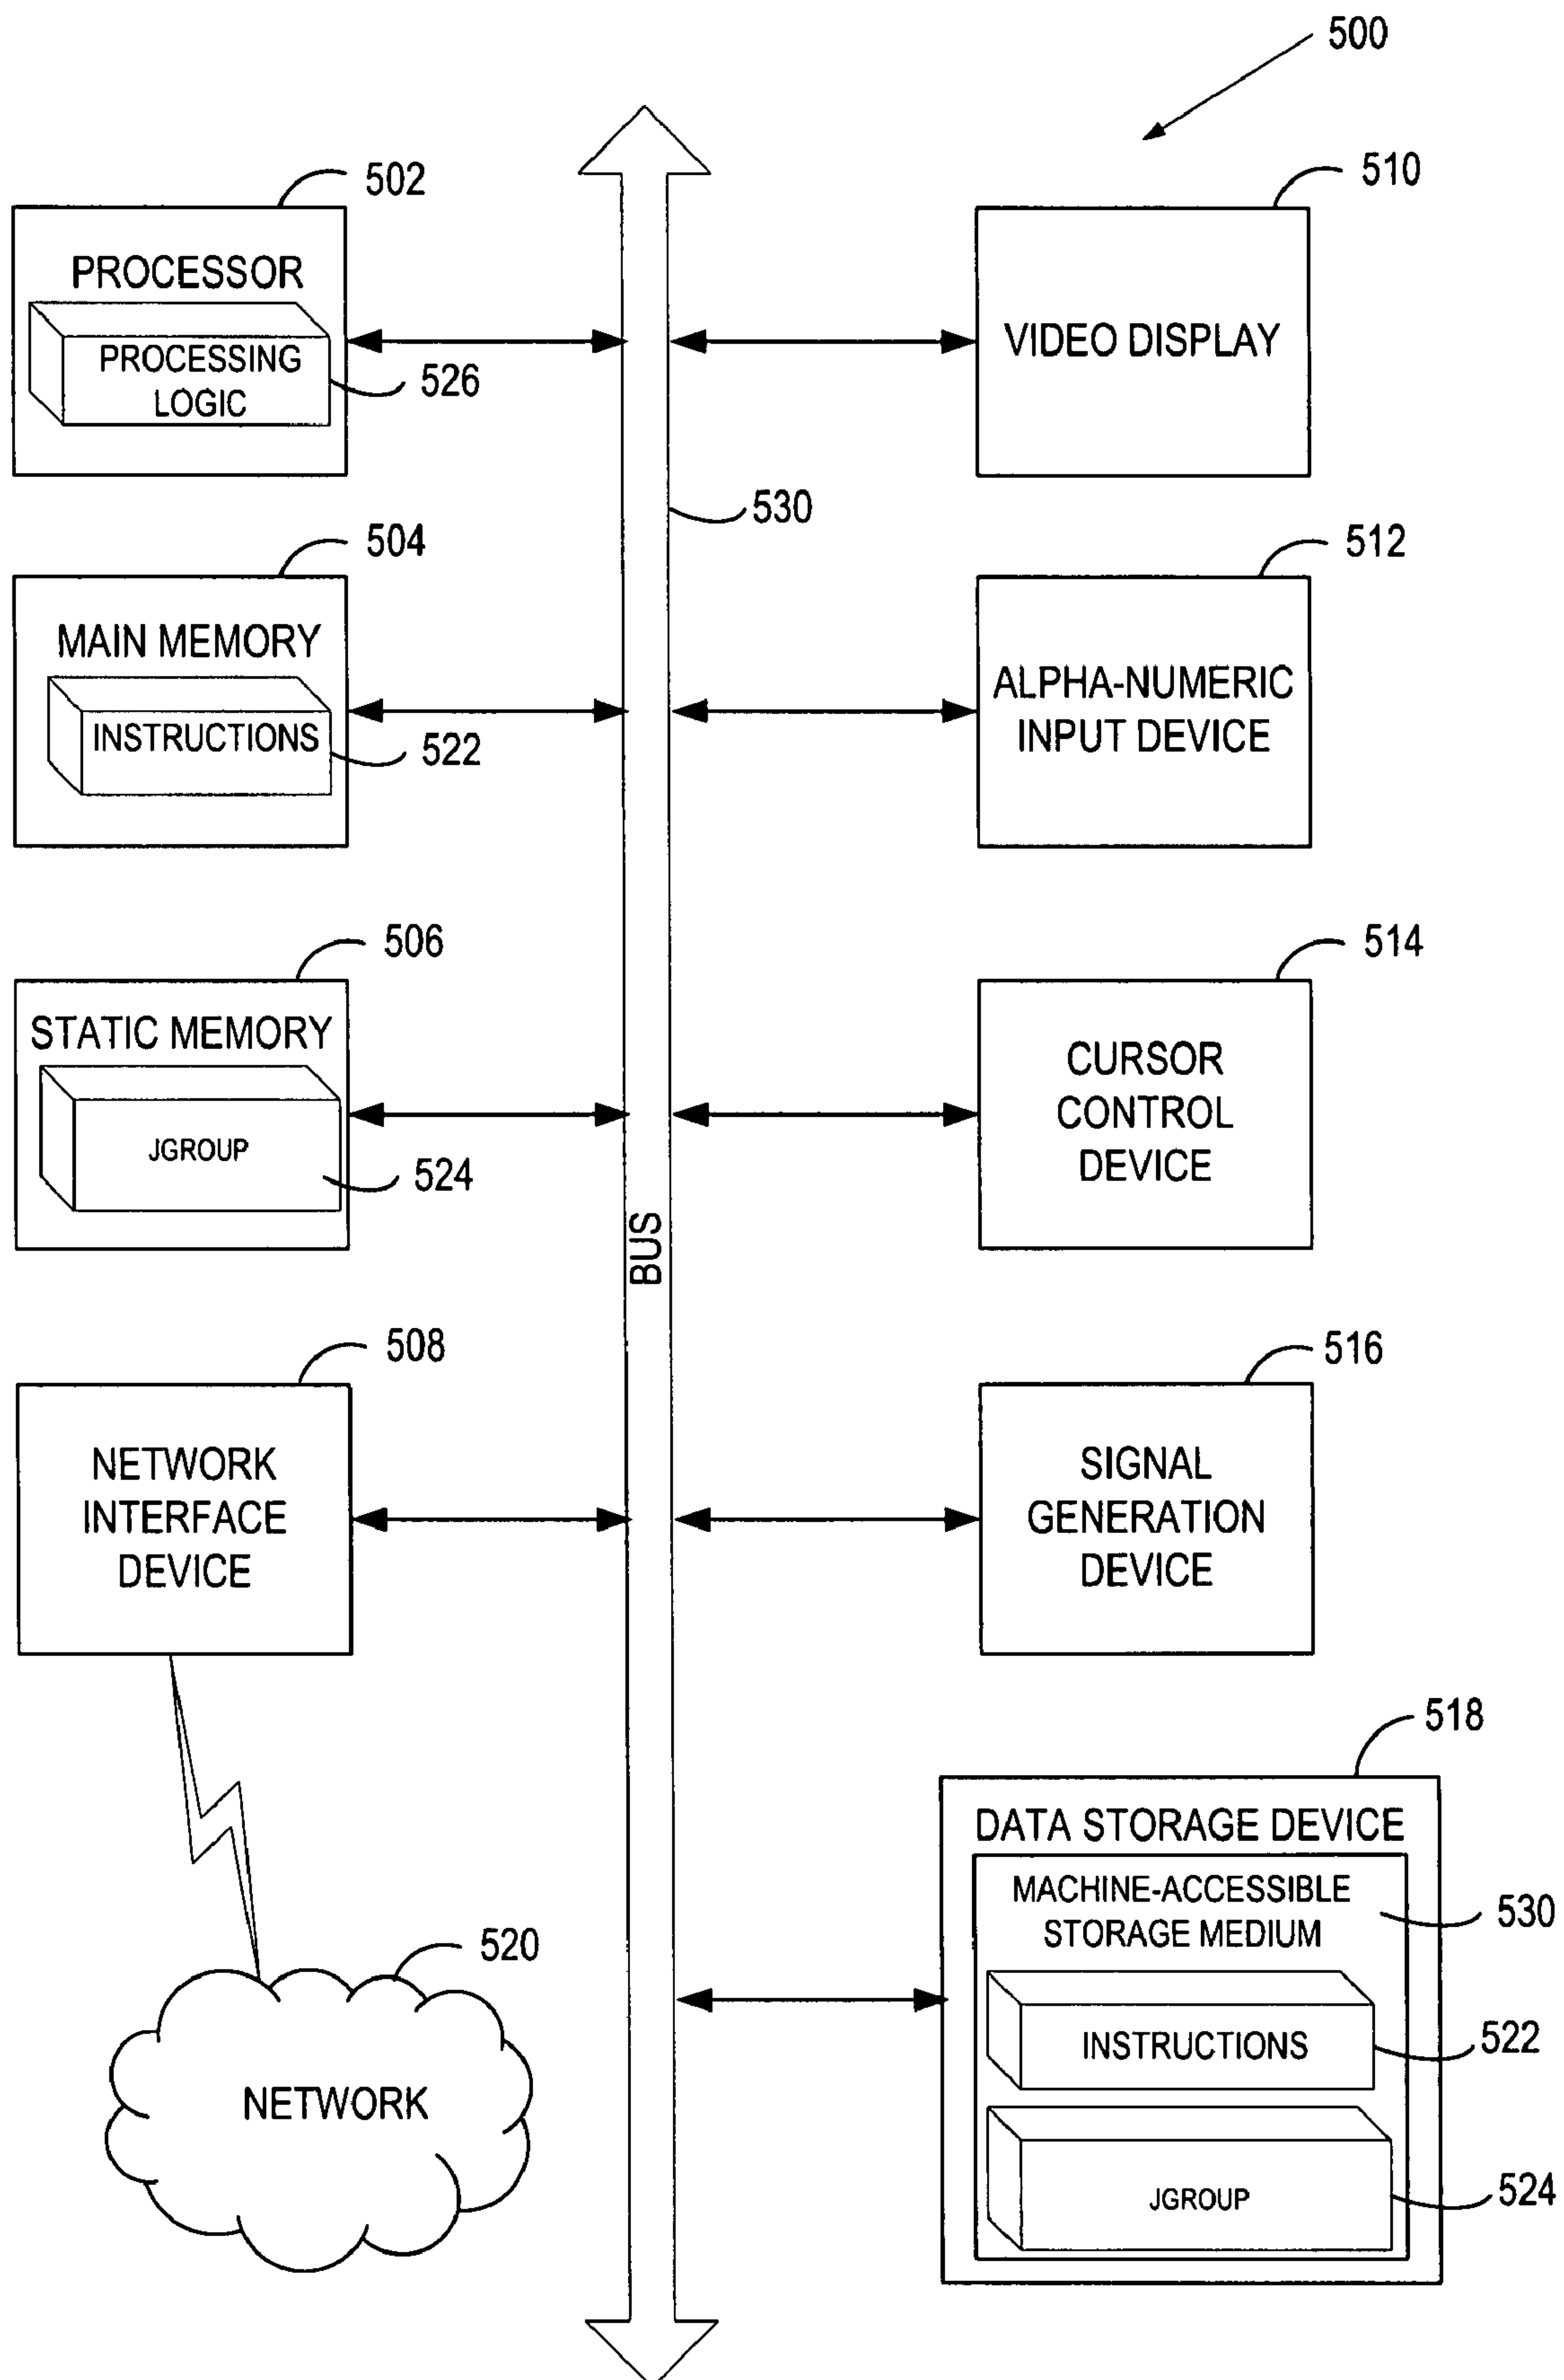 500
502
PROCESSOR
PROCESSING
LOGIC
526
510
VIDEO DISPLAY
530
504
MAIN MEMORY
INSTRUCTIONS
522
512
ALPHA-NUMERIC
INPUT DEVICE
506
STATIC MEMORY
JGROUP
524
514
CURSOR
CONTROL
DEVICE
BUS
508
NETWORK
INTERFACE
DEVICE
516
SIGNAL
GENERATION
DEVICE
518
DATA STORAGE DEVICE
MACHINE-ACCESSIBLE
STORAGE MEDIUM
530
INSTRUCTIONS
522
JGROUP
524
520
NETWORK